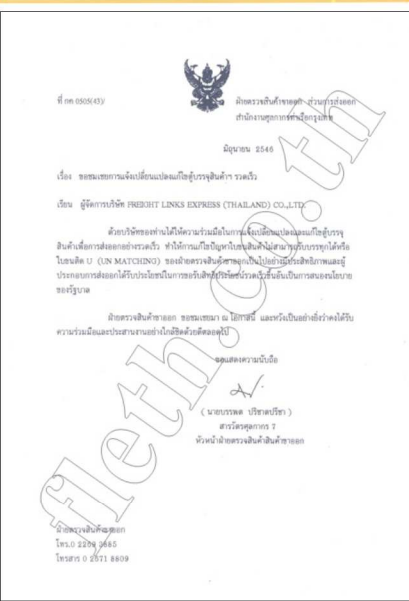 ที่ กค 0505(43)/
ฝ่ายตรวจสินค้าขาออก ส่วนการส่งออก
สำนักงานศุลกากรท่าเรือกรุงเทพ
มิถุนายน 2546
เรื่อง ขอชมเชยการแจ้งเปลี่ยนแปลงแก้ไขตู้บรรจุสินค้าฯ รวดเร็ว
เรียน ผู้จัดการบริษัท FREIGHT LINKS EXPRESS (THAILAND) CO.,LTD.
ด้วยบริษัทของท่านได้ให้ความร่วมมือในการแจ้งเปลี่ยนแปลงแก้ไขตู้บรรจุ
สินค้าเพื่อการส่งออกอย่างรวดเร็ว ทำให้การแก้ไขปัญหาใบขนสินค้าไม่สามารถรับบรรทุกได้หรือ
ใบขนติด U (UN MATCHING) ของฝ่ายตรวจสินค้าขาออกเป็นไปอย่างมีประสิทธิภาพและผู้
ประกอบการส่งออกได้รับประโยชน์ในการขอรับสิทธิประโยชน์รวดเร็วขึ้นอันเป็นการสนองนโยบาย
ของรัฐบาล
ฝ่ายตรวจสินค้าขาออก ขอชมเชยมา ณ โอกาสนี้ และหวังเป็นอย่างยิ่งว่าคงได้รับ
ความร่วมมือและประสานงานอย่างใกล้ชิดด้วยดีตลอดไป
ขอแสดงความนับถือ
( นายบรรพต ปริชาตปรีชา )
สารวัตรศุลกากร 7
หัวหน้าฝ่ายตรวจสินค้าสินค้าขาออก
ฝ่ายตรวจสินค้าขาออก
โทร.0 2269 3885
โทรสาร 0 2671 8809
fleth.co.th